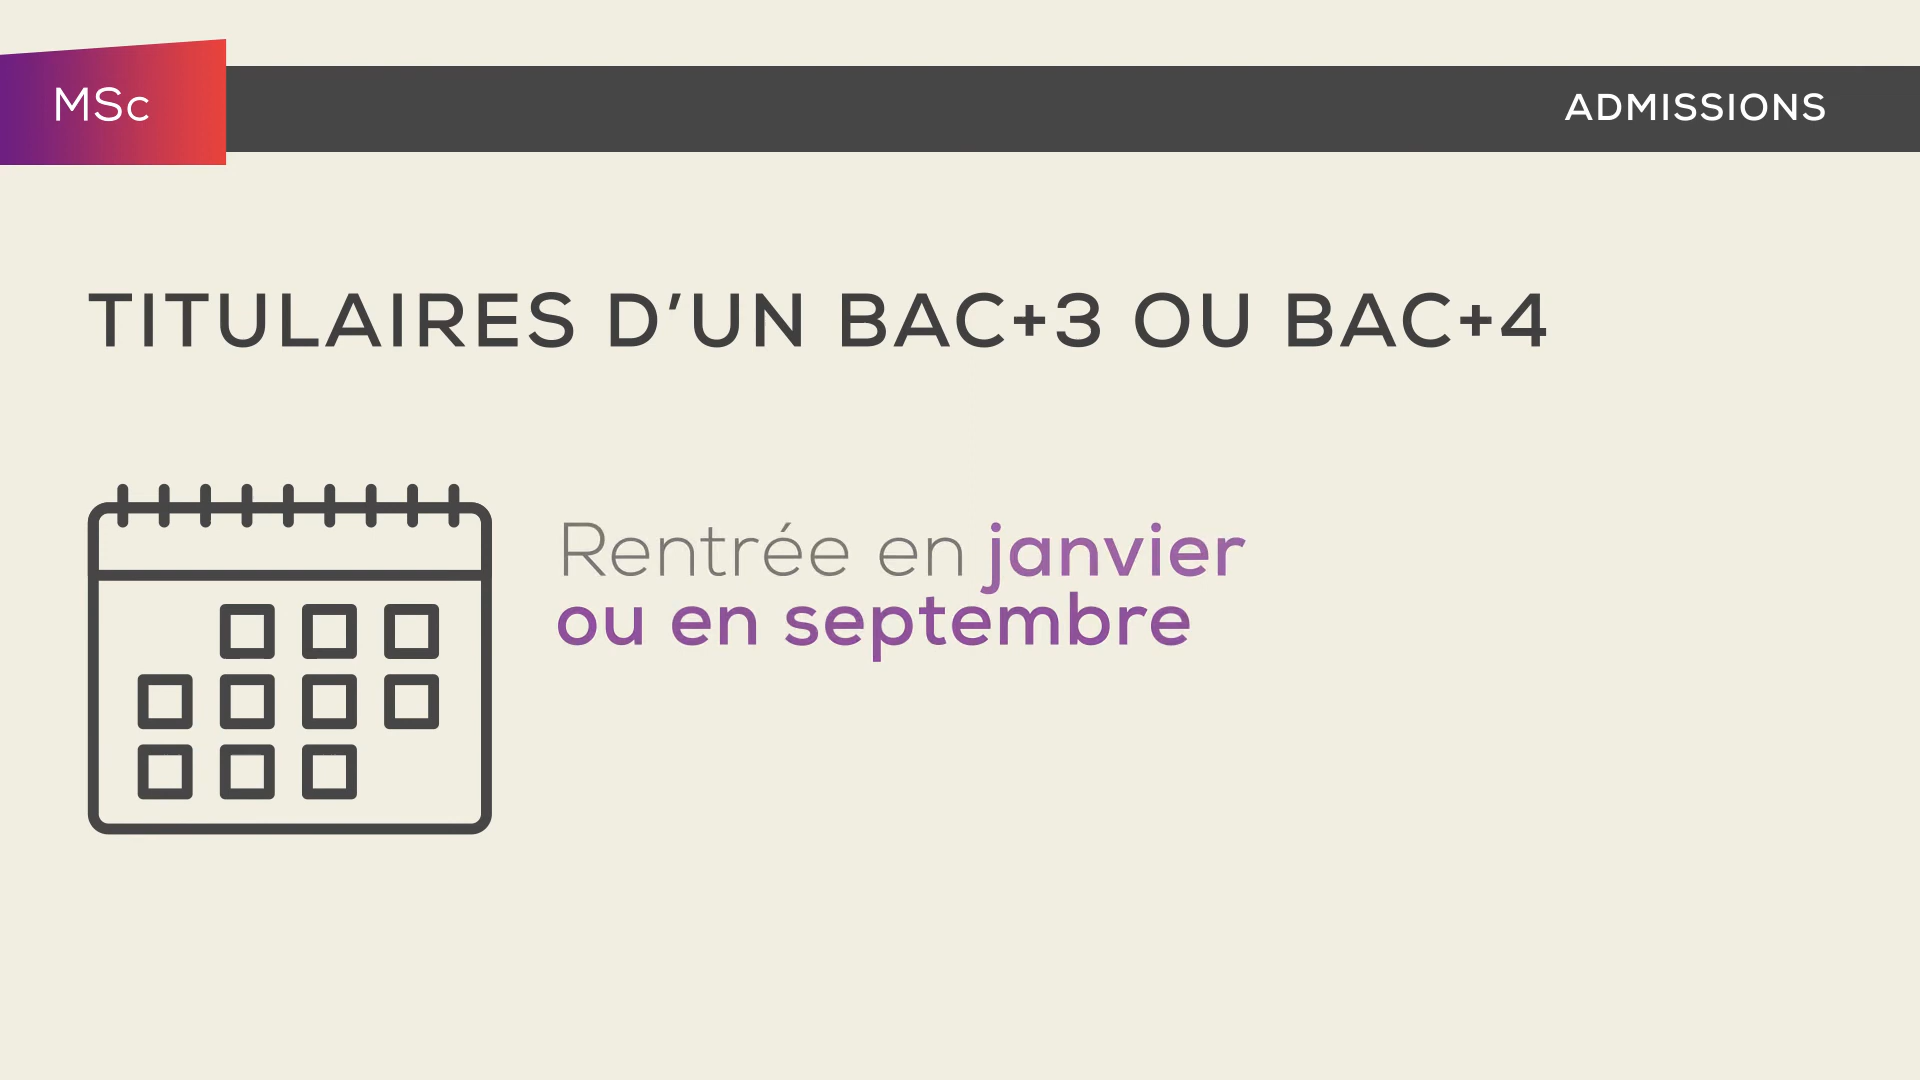 MSc
ADMISSIONS
TITULAIRES D’UN BAC+3 OU BAC+4
Rentrée en janvier
ou en septembre